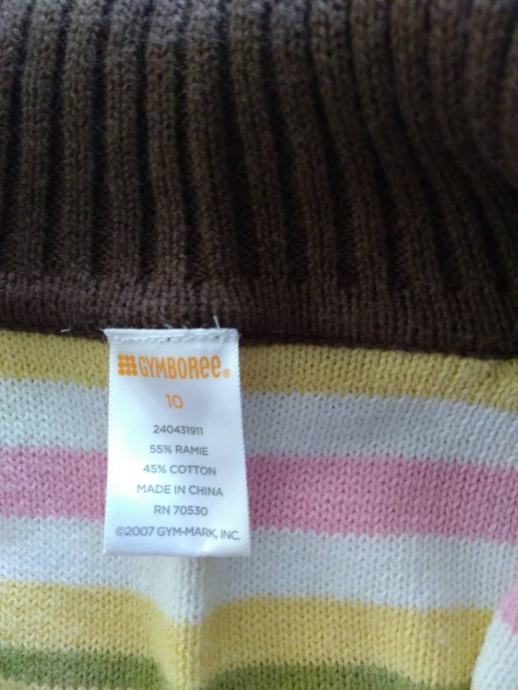 GYMBOREE®
10
240431911
55% RAMIE
45% COTTON
MADE IN CHINA
RN 70530
©2007 GYM-MARK, INC.